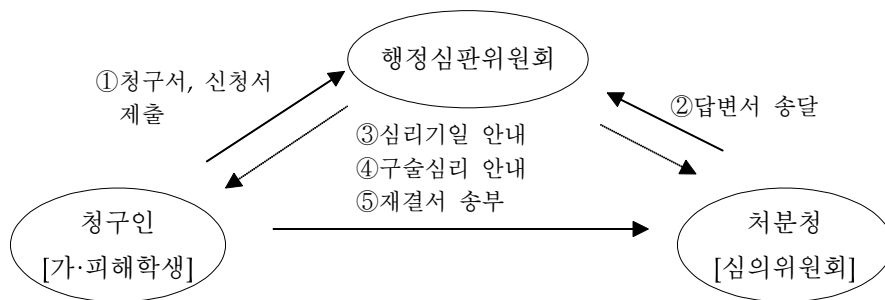 행정심판위원회
①청구서, 신청서
제출
②답변서 송달
③심리기일 안내
④구술심리 안내
⑤재결서 송부
청구인
[가·피해학생]
처분청
[심의위원회]